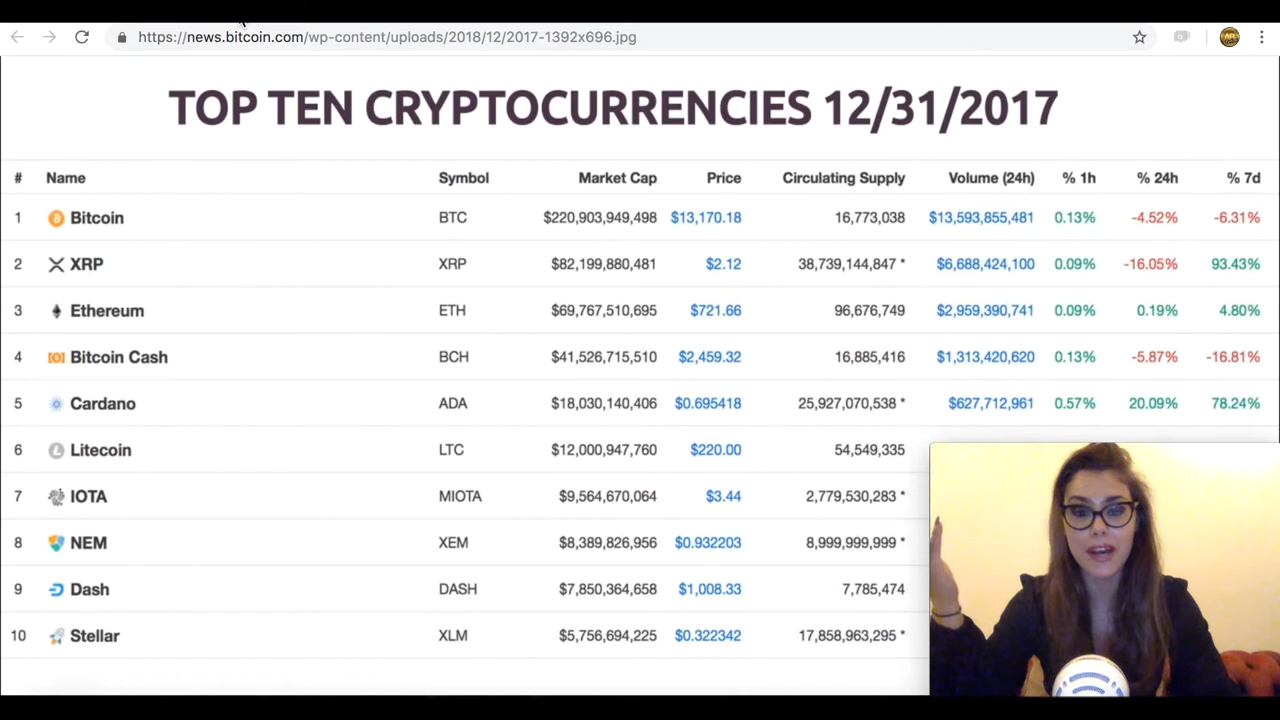 https://news.bitcoin.com/wp-content/uploads/2018/12/2017-1392x696.jpg
TOP TEN CRYPTOCURRENCIES 12/31/2017
# Name Symbol Market Cap Price Circulating Supply Volume (24h) % 1h % 24h % 7d
1 Bitcoin BTC $220,903,949,498 $13,170.18 16,773,038 $13,593,855,481 0.13% -4.52% -6.31%
2 XRP XRP $82,199,880,481 $2.12 38,739,144,847 * $6,688,424,100 0.09% -16.05% 93.43%
3 Ethereum ETH $69,767,510,695 $721.66 96,676,749 $2,959,390,741 0.09% 0.19% 4.80%
4 Bitcoin Cash BCH $41,526,715,510 $2,459.32 16,885,416 $1,313,420,620 0.13% -5.87% -16.81%
5 Cardano ADA $18,030,140,406 $0.695418 25,927,070,538 * $627,712,961 0.57% 20.09% 78.24%
6 Litecoin LTC $12,000,947,760 $220.00 54,549,335
7 IOTA MIOTA $9,564,670,064 $3.44 2,779,530,283 *
8 NEM XEM $8,389,826,956 $0.932203 8,999,999,999 *
9 Dash DASH $7,850,364,658 $1,008.33 7,785,474
10 Stellar XLM $5,756,694,225 $0.322342 17,858,963,295 *